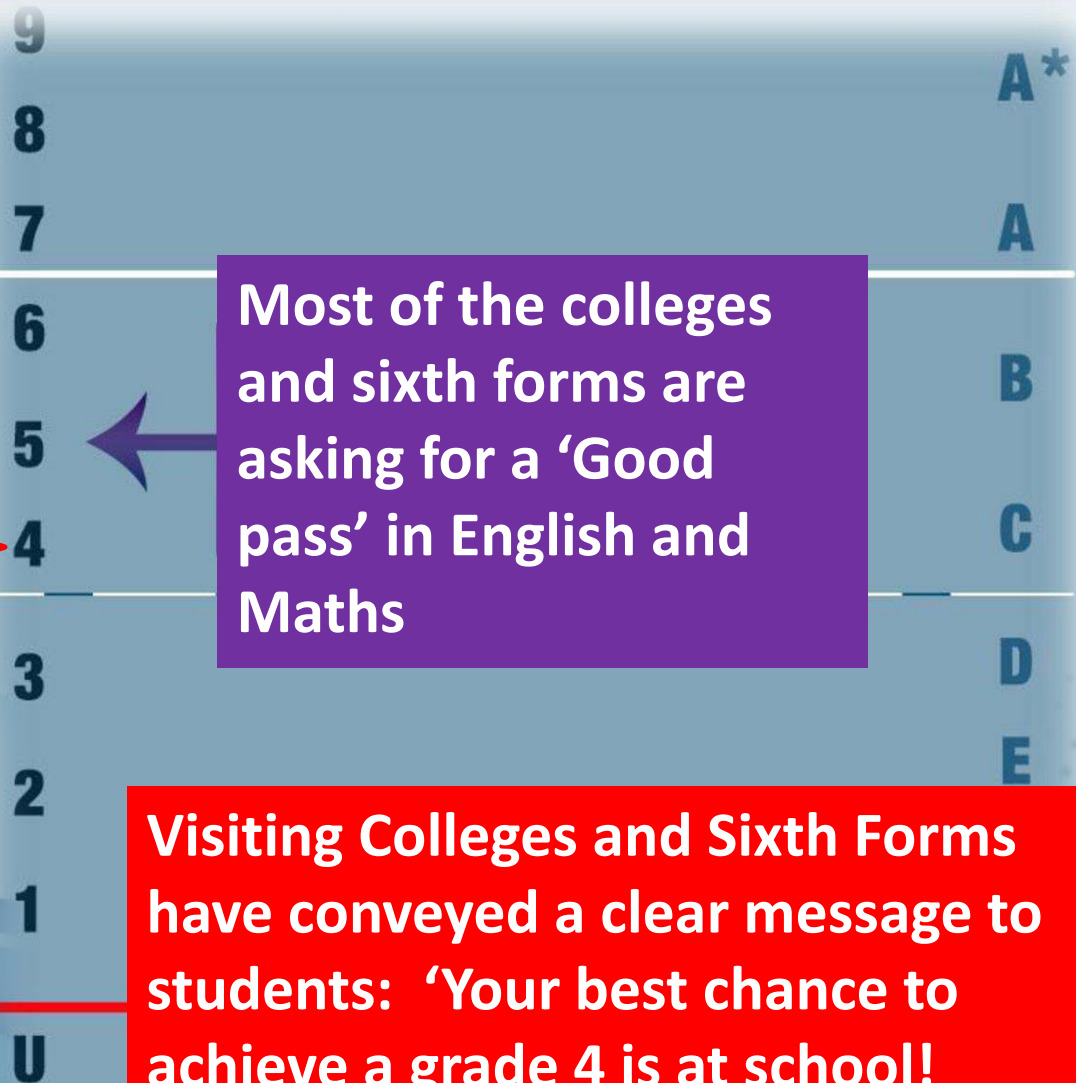 9
A*
8
7
A
6
Most of the colleges
and sixth forms are
B
5
asking for a ‘Good
pass’ in English and
C
4
Maths
3
D
E
2
Visiting Colleges and Sixth Forms
1
have conveyed a clear message to
students:  ‘Your best chance to
U
achieve a grade 4 is at school!